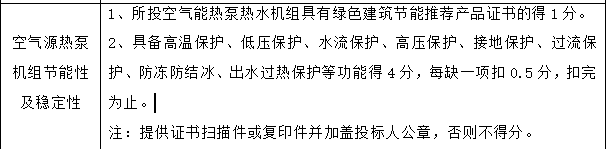 空气源热泵
机组节能性
及稳定性
1、所投空气能热泵热水机组具有绿色建筑节能推荐产品证书的得1分。
2、具备高温保护、低压保护、水流保护、高压保护、接地保护、过流保
护、防冻防结冰、出水过热保护等功能得4分，每缺一项扣0.5分，扣完
为止。
注：提供证书扫描件或复印件并加盖投标人公章，否则不得分。